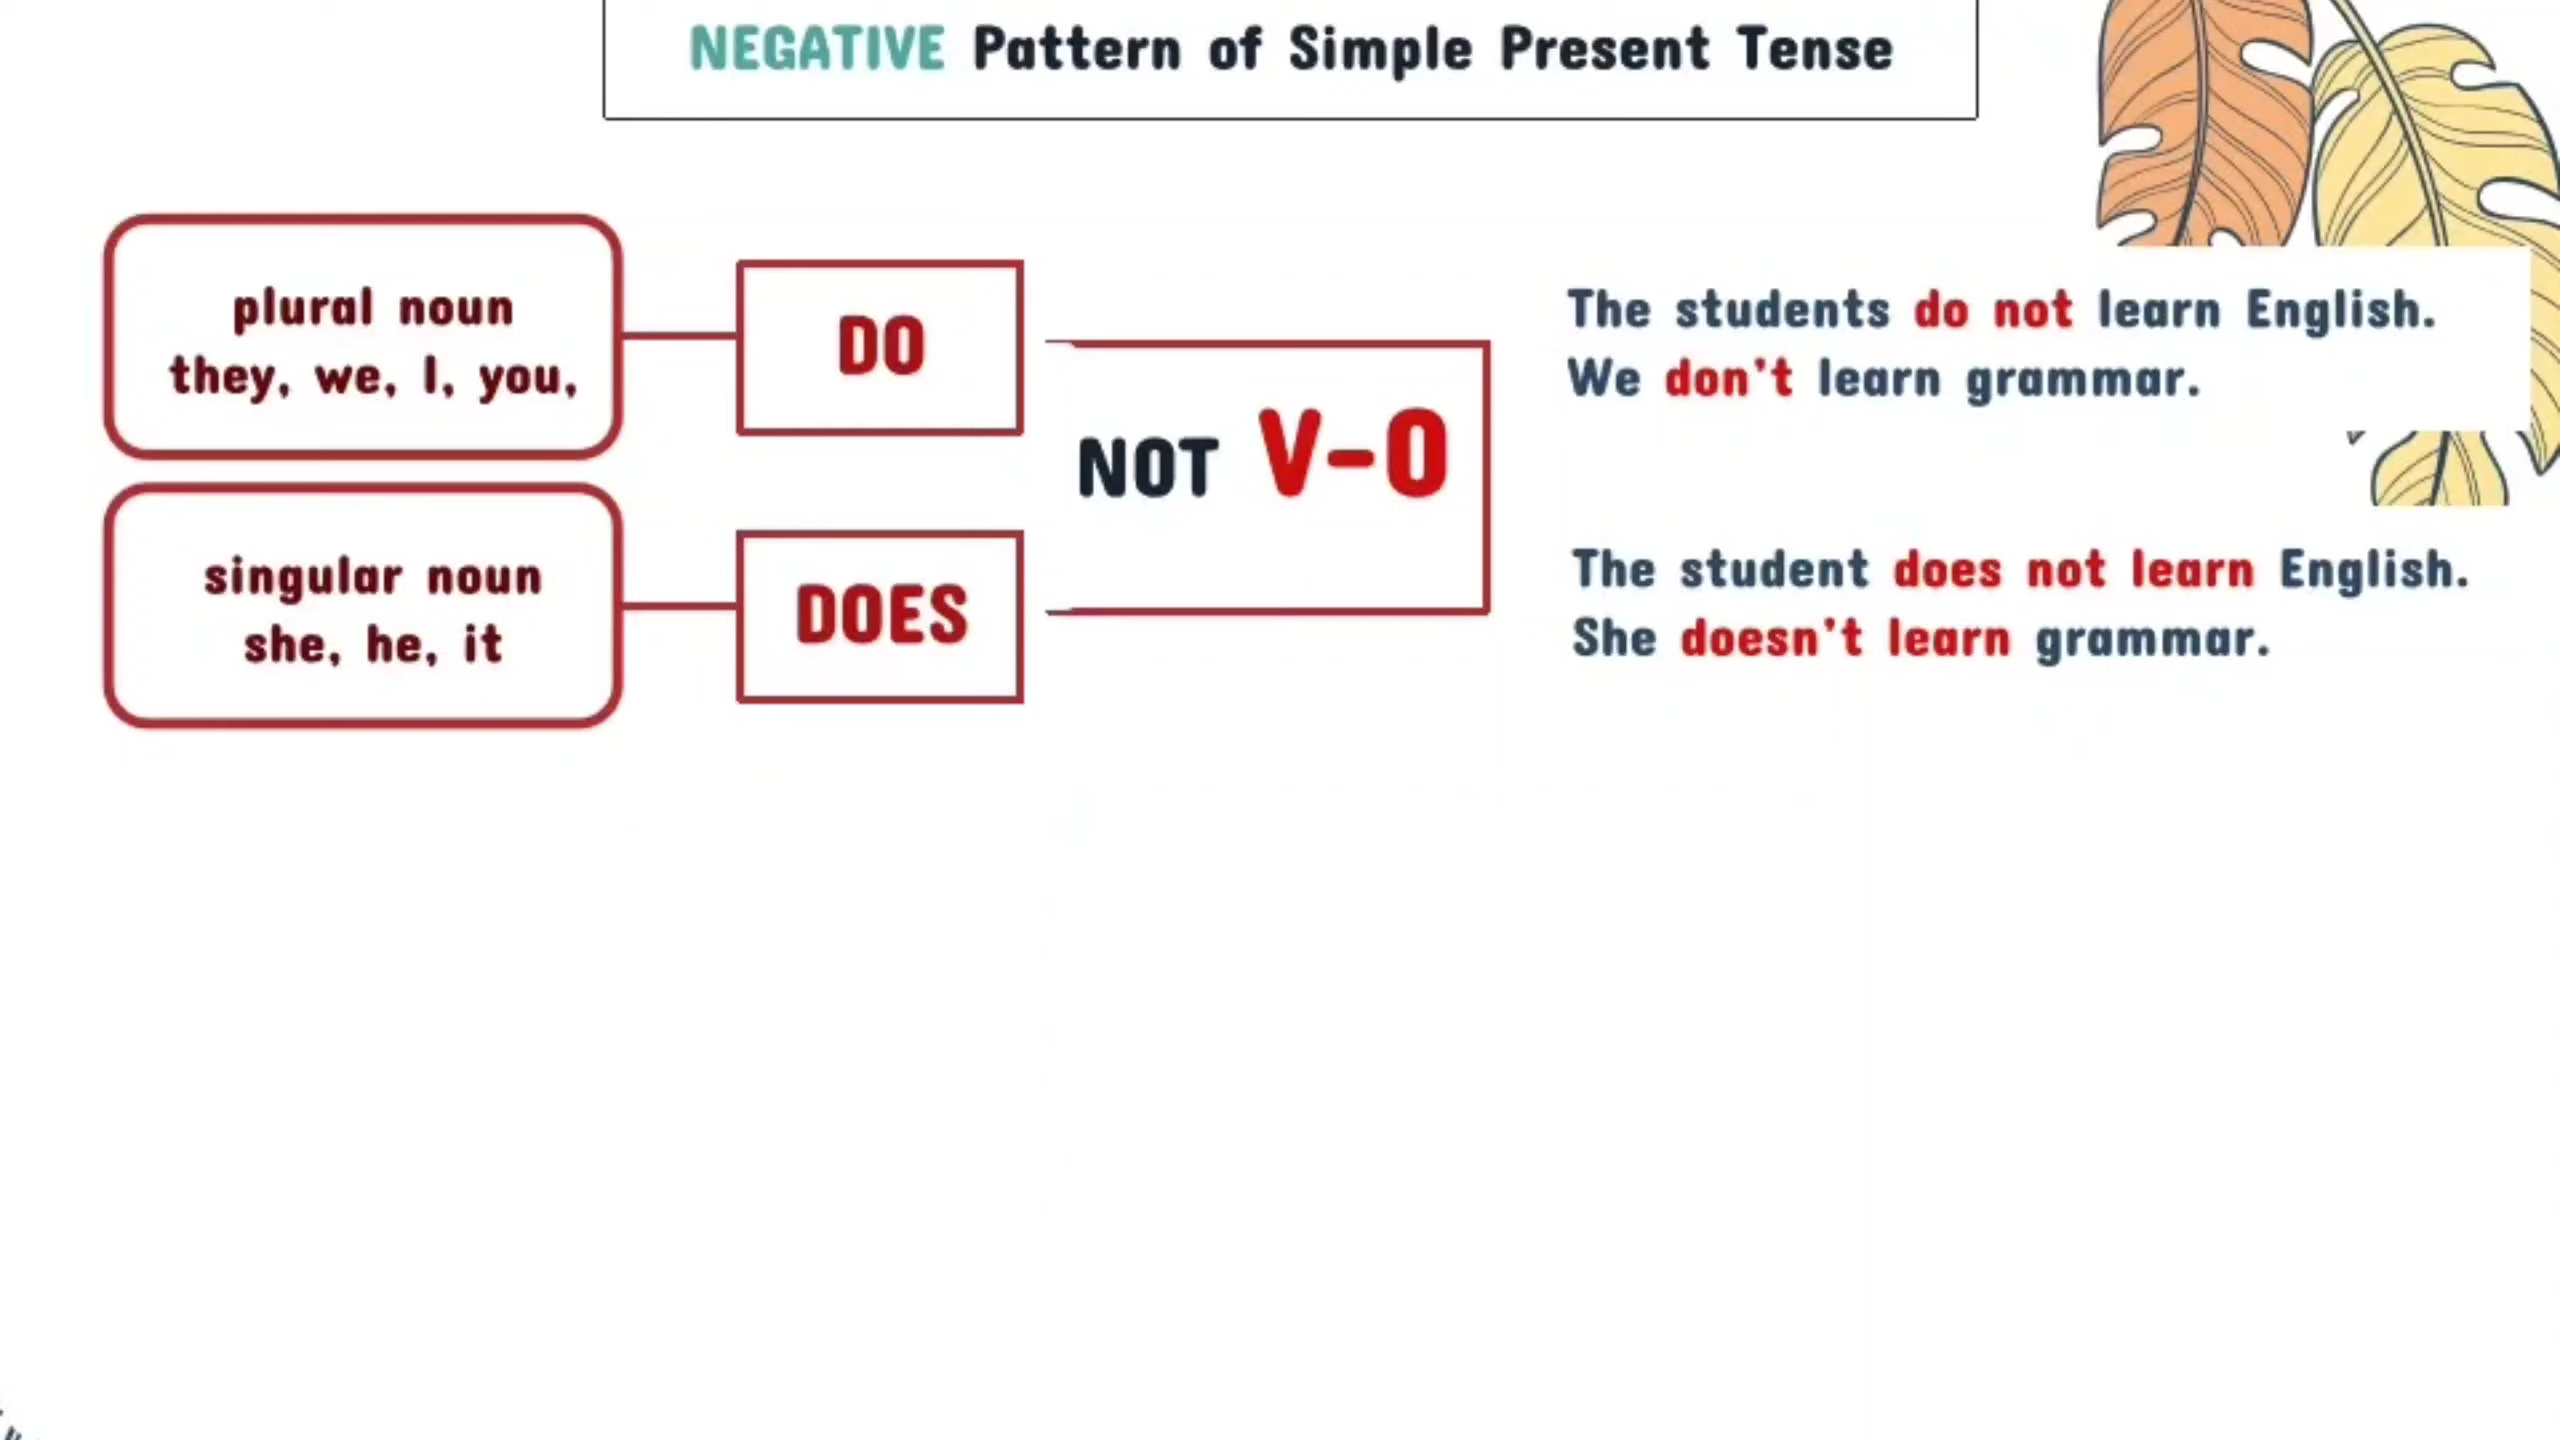 NEGATIVE Pattern of Simple Present Tense
plural noun
they, we, I, you,
DO
NOT V-O
The students do not learn English.
We don't learn grammar.
singular noun
she, he, it
DOES
The student does not learn English.
She doesn't learn grammar.